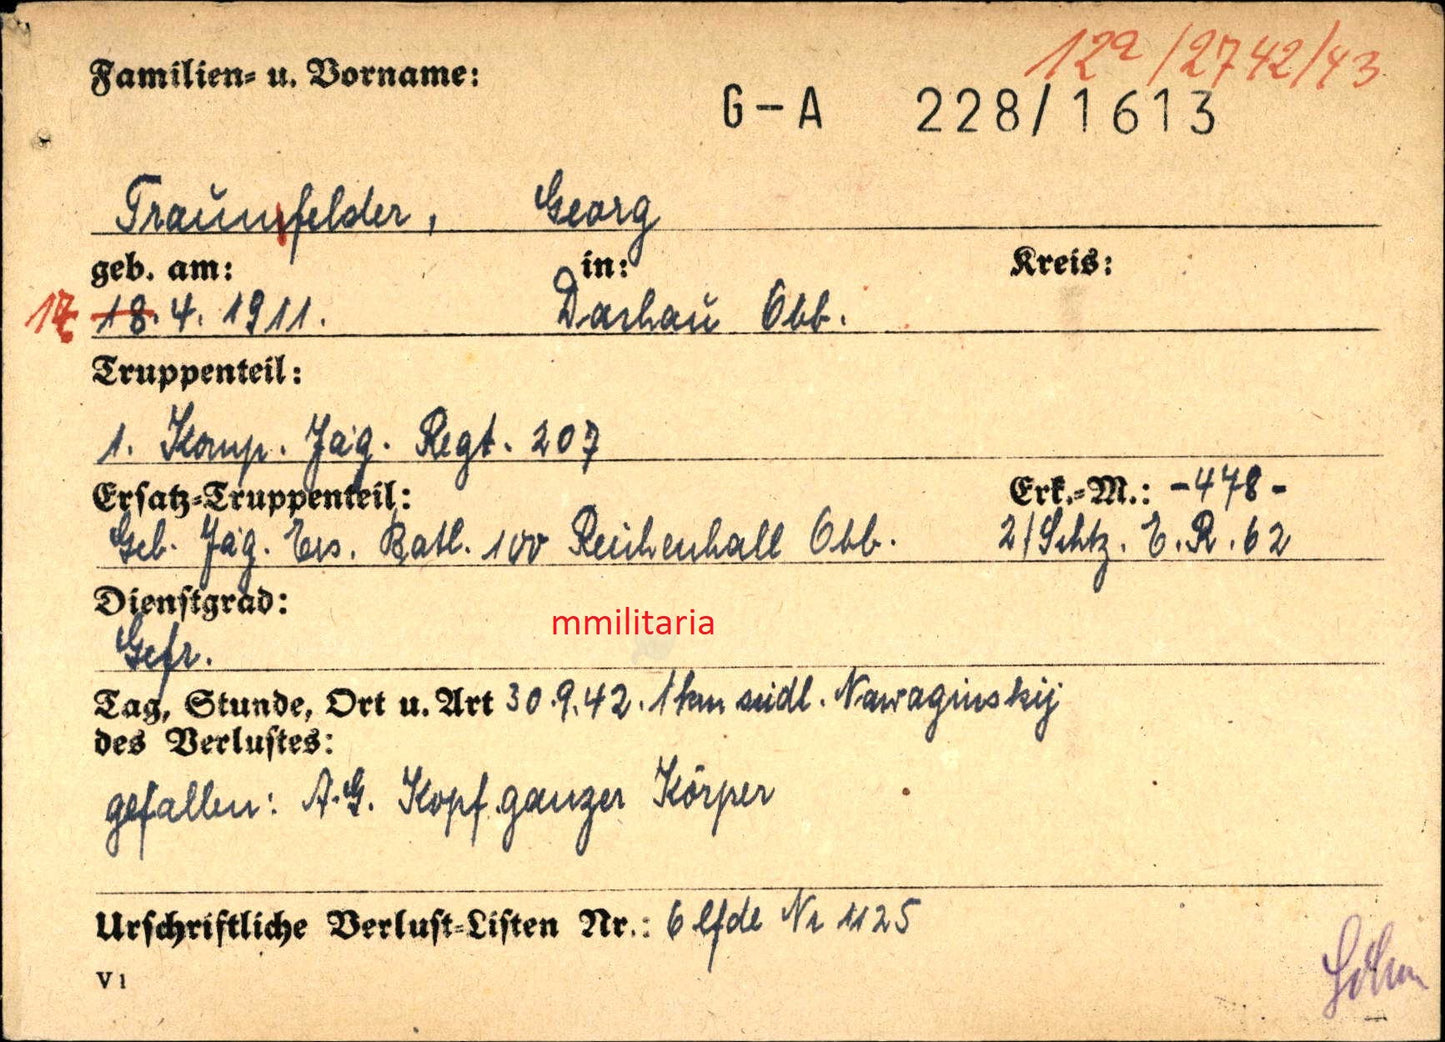 12a/2742/43
Familien- u. Vorname:
G-A 228/1613
Traumfelder, Georg
geb. am: in: Kreis:
17 18.4.1911. Dachau Obb.
Truppenteil:
1. Komp. Jäg. Regt. 207
Ersatz-Truppenteil: Erk.-M.: -478-
Geb. Jäg. Ers. Batl. 100 Reichenhall Obb. 2/Schtz. E.R.62
Dienstgrad:
mmilitaria
Gefr.
Tag, Stunde, Ort u. Art 30.9.42. 1 km südl. Nawaginskij
des Verlustes:
gefallen: A.G. Kopf ganzer Körper
Urschriftliche Verlust-Listen Nr.: 6 lfde Nr 1125
V 1